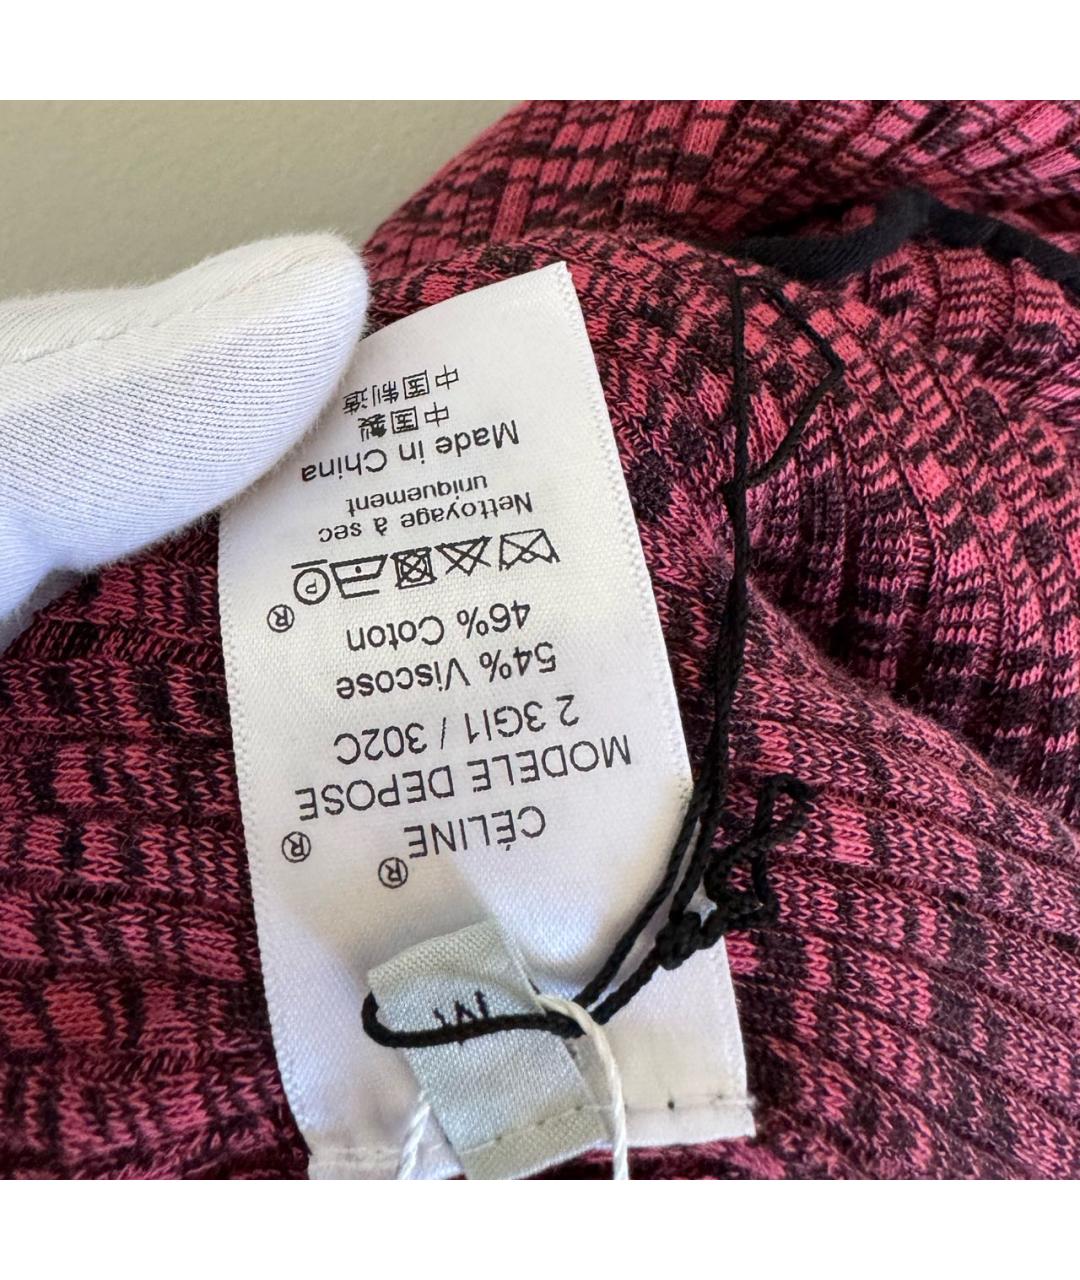 CÉLINE®
MODELE DEPOSE®
2 3GI1 / 302C
54% Viscose
46% Coton®
P
Nettoyage à sec
uniquement
Made in China
中国製
中国制造
M